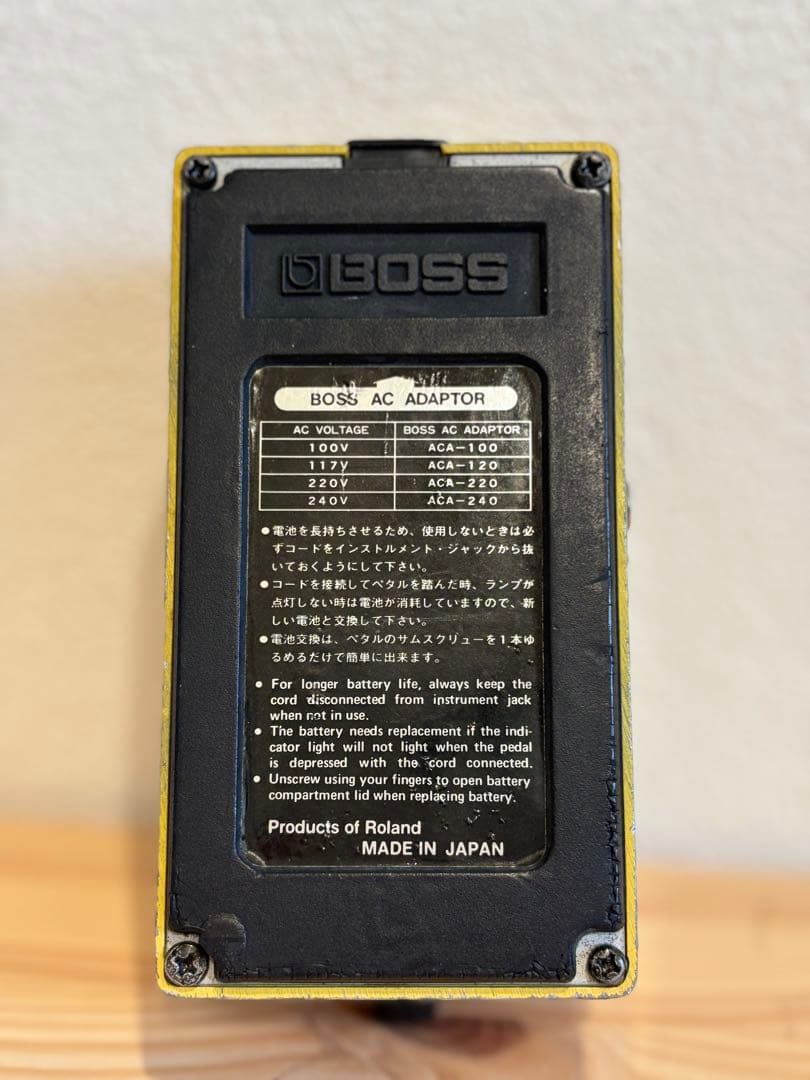 BOSS
BOSS AC ADAPTOR
AC VOLTAGE BOSS AC ADAPTOR
100V ACA-100
117V ACA-120
220V ACA-220
240V ACA-240
●電池を長持ちさせるため、使用しないときは必
ずコードをインストルメント・ジャックから抜
いておくようにして下さい。
●コードを接続してペタルを踏んだ時、ランプが
点灯しない時は電池が消耗していますので、新
しい電池と交換して下さい。
●電池交換は、ペタルのサムスクリューを1本ゆ
るめるだけで簡単に出来ます。
● For longer battery life, always keep the
cord disconnected from instrument jack
when not in use.
● The battery needs replacement if the indi-
cator light will not light when the pedal
is depressed with the cord connected.
● Unscrew using your fingers to open battery
compartment lid when replacing battery.
Products of Roland
MADE IN JAPAN